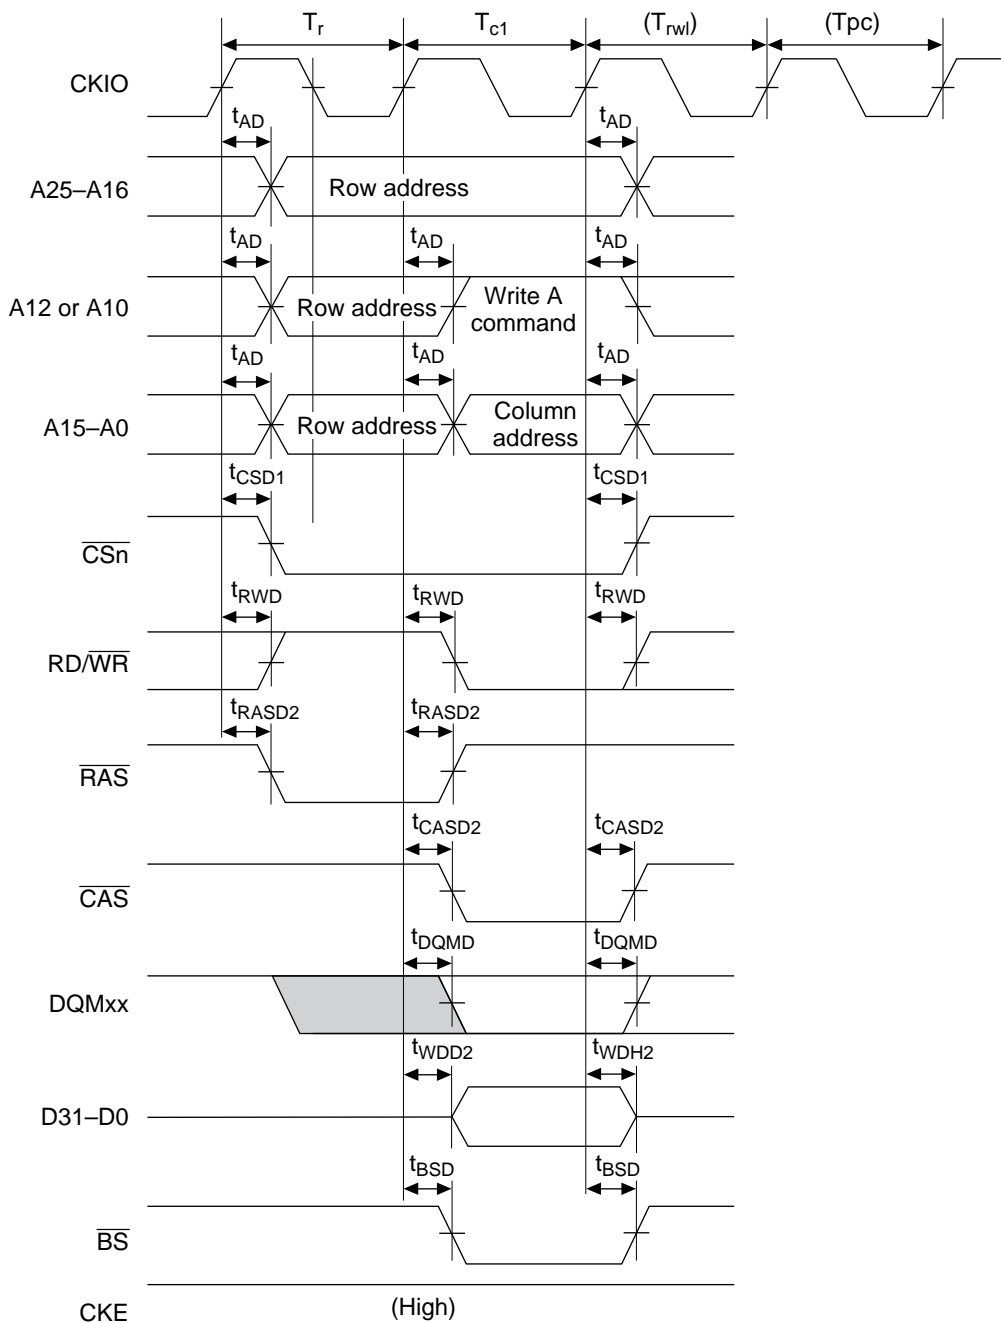 Tr Tc1 (Trwl) (Tpc)
CKIO
tAD tAD
A25–A16 Row address
tAD tAD tAD
A12 or A10 Row address Write A command
tAD tAD tAD
A15–A0 Row address Column address
tCSD1 tCSD1
CSn
tRWD tRWD tRWD
RD/WR
tRASD2 tRASD2
RAS
tCASD2 tCASD2
CAS
tDQMD tDQMD
DQMxx
tWDD2 tWDH2
D31–D0
tBSD tBSD
BS
CKE (High)